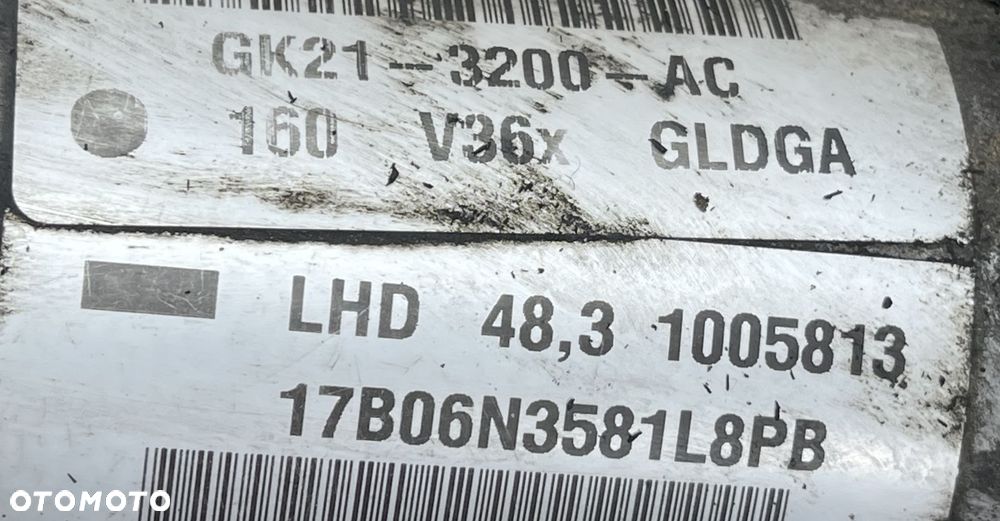 GK21-3200-AC
160 V36x GLDGA
LHD 48,3 1005813
17B06N3581L8PB
OTOMOTO